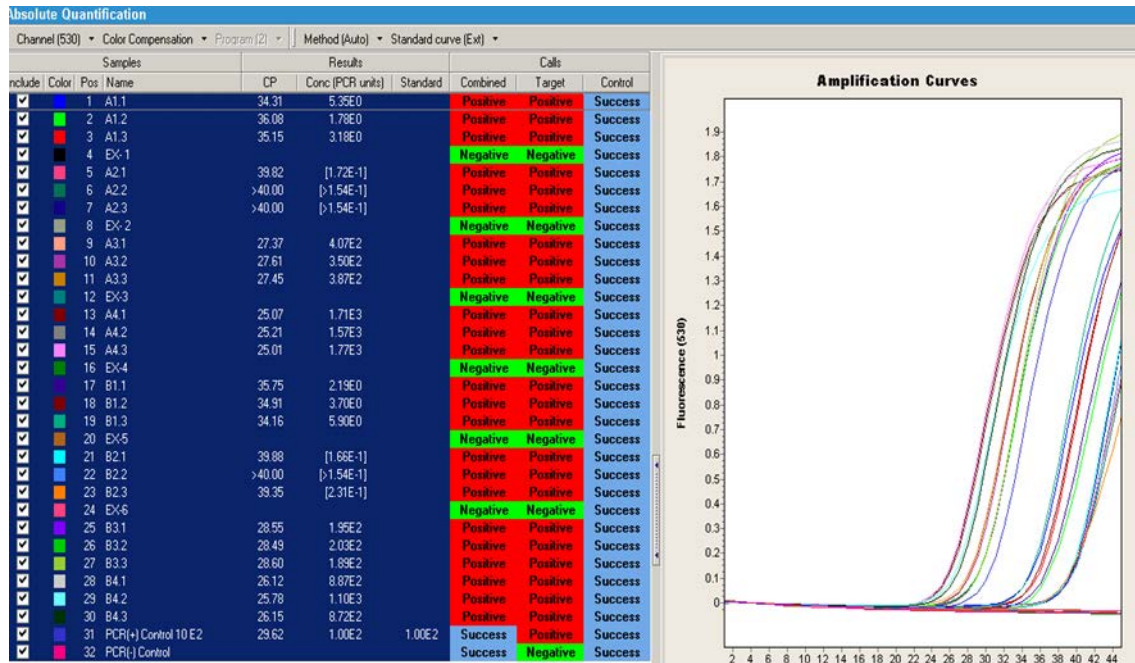 Absolute Quantification
Channel (530) Color Compensation Program (2) Method (Auto) Standard curve (Ext)
Samples Results Calls
nclude Color Pos Name CP Conc (PCR units) Standard Combined Target Control
1 A1.1 34.31 5.35E0 Positive Positive Success
2 A1.2 36.08 1.78E0 Positive Positive Success
3 A1.3 35.15 3.18E0 Positive Positive Success
4 EX-1 Negative Negative Success
5 A2.1 39.82 [1.72E-1] Positive Positive Success
6 A2.2 >40.00 [>1.54E-1] Positive Positive Success
7 A2.3 >40.00 [>1.54E-1] Positive Positive Success
8 EX-2 Negative Negative Success
9 A3.1 27.37 4.07E2 Positive Positive Success
10 A3.2 27.61 3.50E2 Positive Positive Success
11 A3.3 27.45 3.87E2 Positive Positive Success
12 EX-3 Negative Negative Success
13 A4.1 25.07 1.71E3 Positive Positive Success
14 A4.2 25.21 1.57E3 Positive Positive Success
15 A4.3 25.01 1.77E3 Positive Positive Success
16 EX-4 Negative Negative Success
17 B1.1 35.75 2.19E0 Positive Positive Success
18 B1.2 34.91 3.70E0 Positive Positive Success
19 B1.3 34.16 5.90E0 Positive Positive Success
20 EX-5 Negative Negative Success
21 B2.1 39.88 [1.66E-1] Positive Positive Success
22 B2.2 >40.00 [>1.54E-1] Positive Positive Success
23 B2.3 39.35 [2.31E-1] Positive Positive Success
24 EX-6 Negative Negative Success
25 B3.1 28.55 1.95E2 Positive Positive Success
26 B3.2 28.49 2.03E2 Positive Positive Success
27 B3.3 28.60 1.89E2 Positive Positive Success
28 B4.1 26.12 8.87E2 Positive Positive Success
29 B4.2 25.78 1.10E3 Positive Positive Success
30 B4.3 26.15 8.72E2 Positive Positive Success
31 PCR(+) Control 10 E2 29.62 1.00E2 1.00E2 Success Positive Success
32 PCR(-) Control Success Negative Success
Amplification Curves
Fluorescence (530)
1.9
1.8
1.7
1.6
1.5
1.4
1.3
1.2
1.1
1
0.9
0.8
0.7
0.6
0.5
0.4
0.3
0.2
0.1
0
2 4 6 8 10 12 14 16 18 20 22 24 26 28 30 32 34 36 38 40 42 44